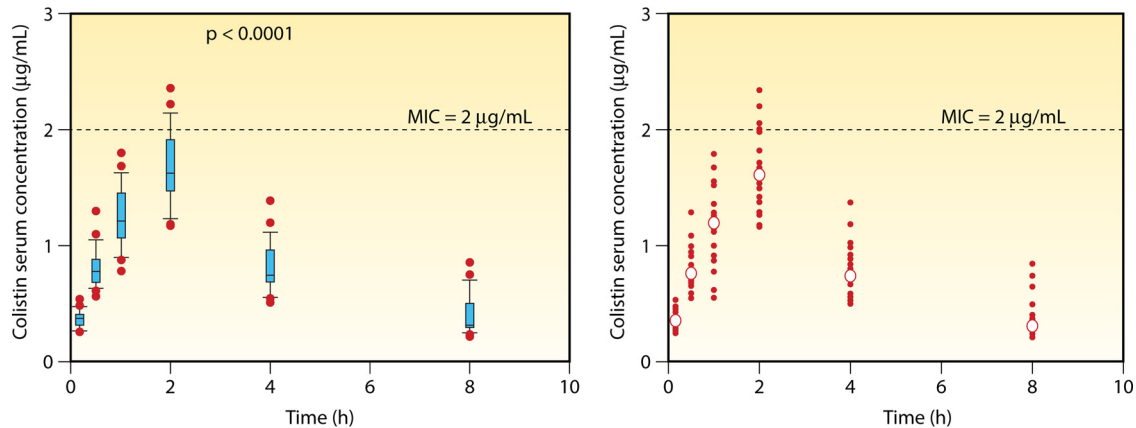 3
p < 0.0001
MIC = 2 μg/mL
2
1
0
Colistin serum concentration (μg/mL)
0 2 4 6 8 10
Time (h)
3
MIC = 2 μg/mL
2
1
0
Colistin serum concentration (μg/mL)
0 2 4 6 8 10
Time (h)